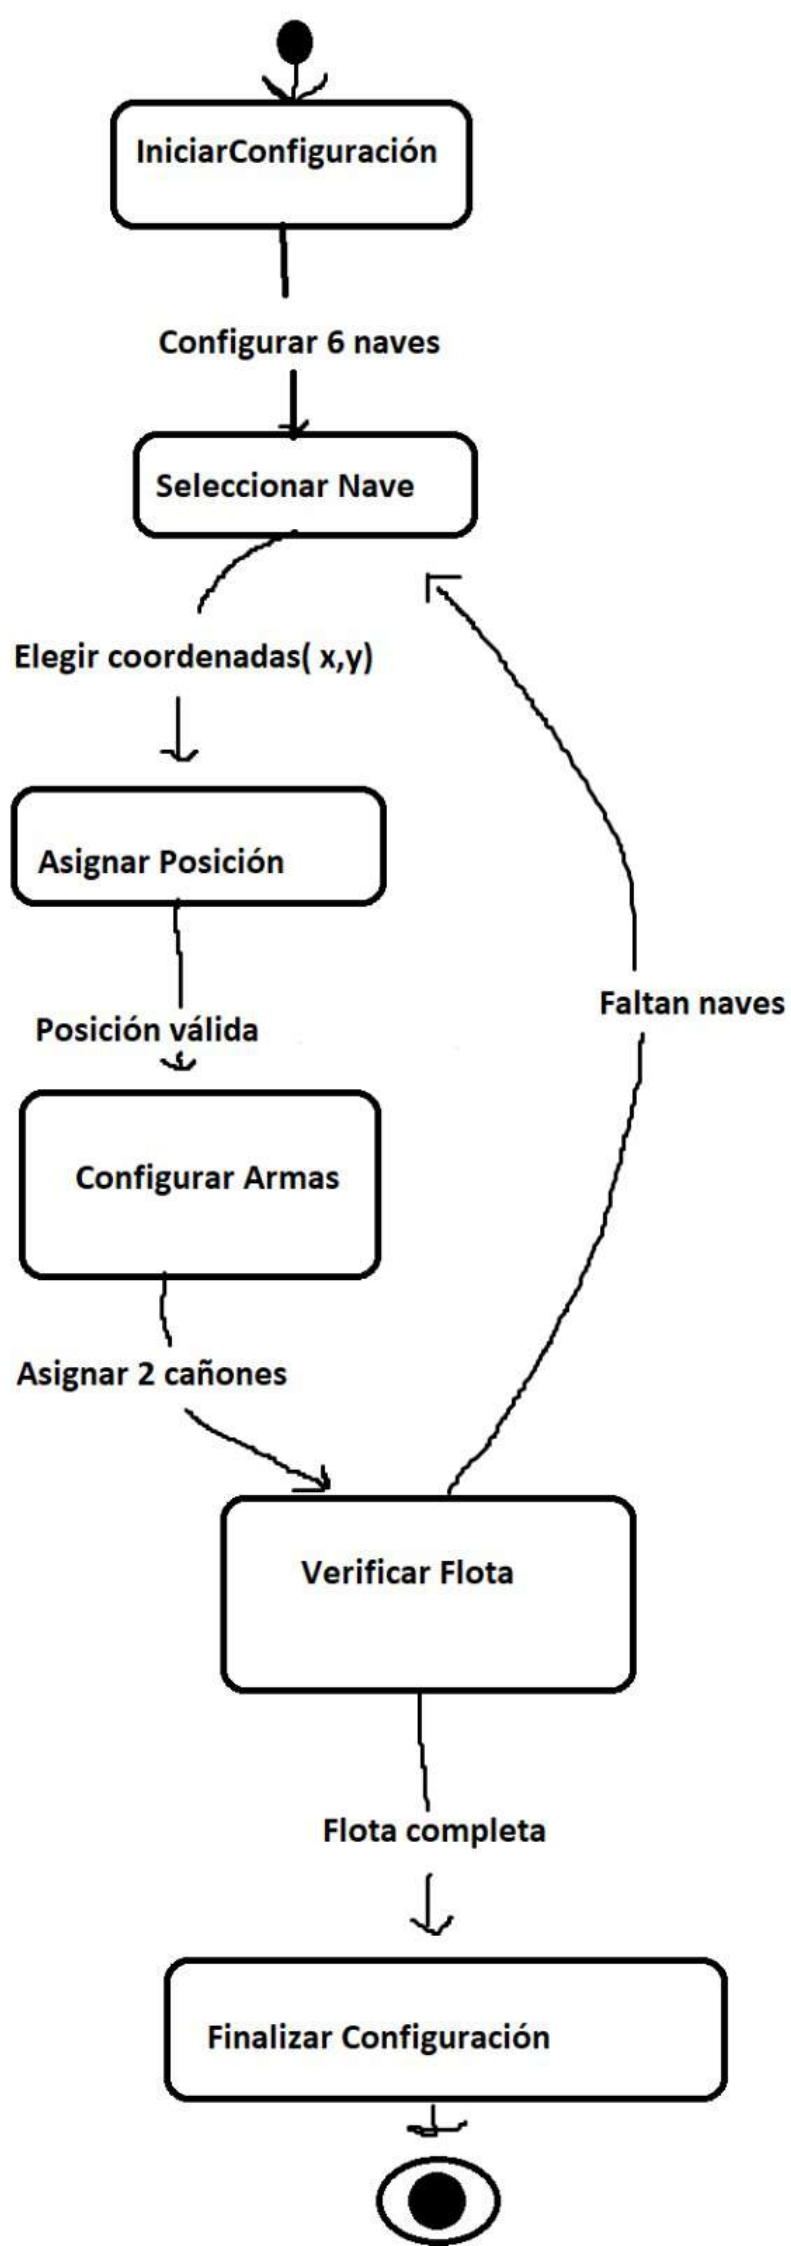 IniciarConfiguración
Configurar 6 naves
Seleccionar Nave
Elegir coordenadas( x,y)
Asignar Posición
Posición válida
Faltan naves
Configurar Armas
Asignar 2 cañones
Verificar Flota
Flota completa
Finalizar Configuración